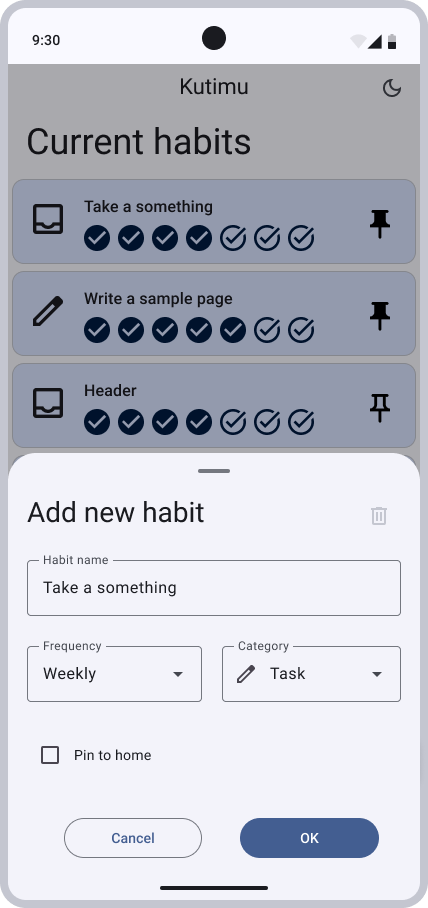 9:30
Kutimu
Current habits
Take a something
Write a sample page
Header
Add new habit
Habit name
Take a something
Frequency
Category
Weekly
Task
Pin to home
Cancel
OK